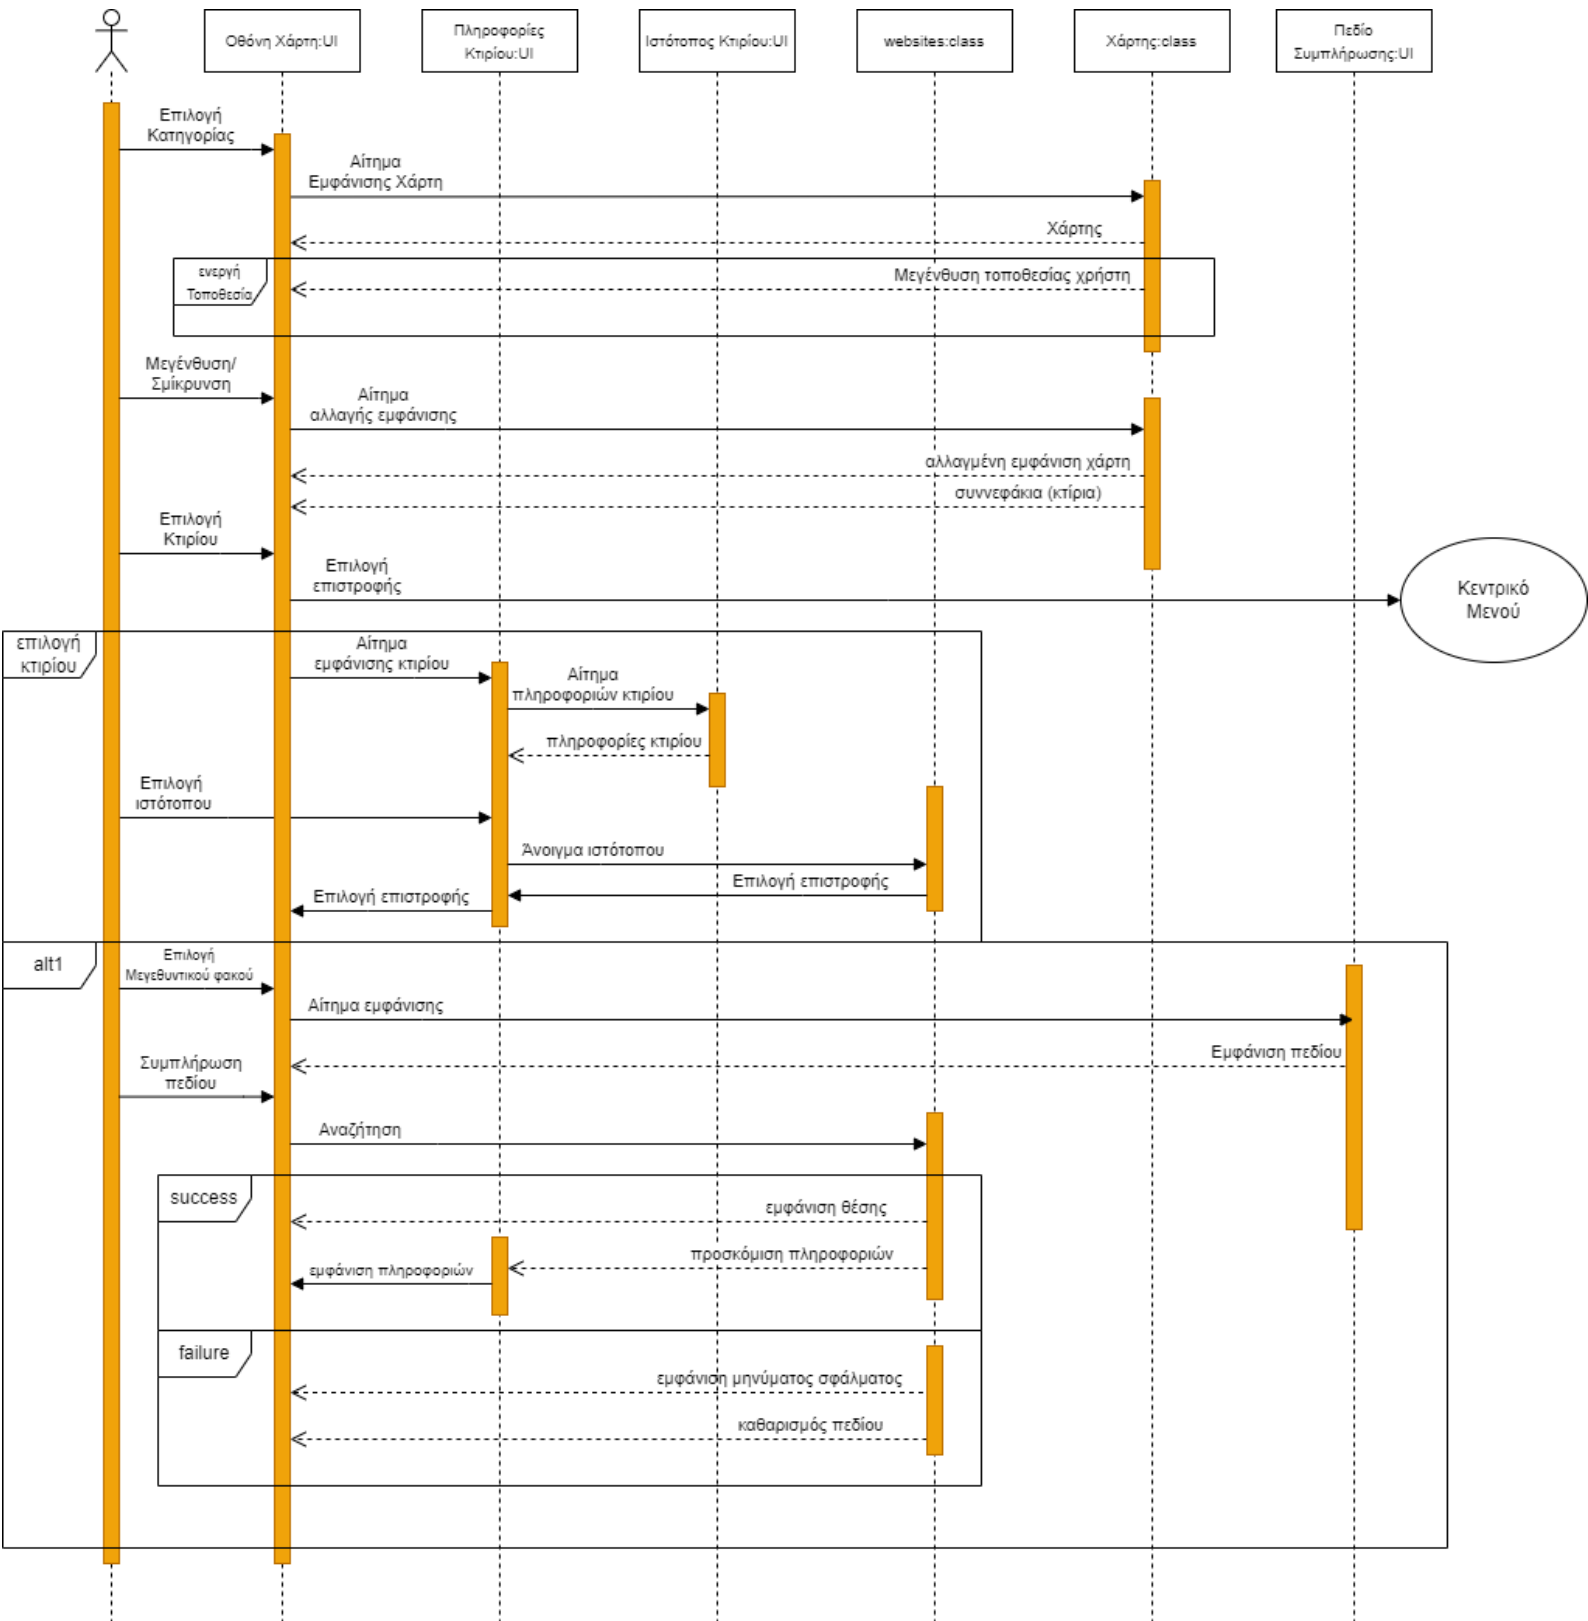 Οθόνη Χάρτη:UI
Πληροφορίες
Κτιρίου:UI
Ιστότοπος Κτιρίου:UI
websites:class
Χάρτης:class
Πεδίο
Συμπλήρωσης:UI
Επιλογή
Κατηγορίας
Αίτημα
Εμφάνισης Χάρτη
Χάρτης
ενεργή
Τοποθεσία
Μεγένθυση τοποθεσίας χρήστη
Μεγένθυση/
Σμίκρυνση
Αίτημα
αλλαγής εμφάνισης
αλλαγμένη εμφάνιση χάρτη
συννεφάκια (κτίρια)
Επιλογή
Κτιρίου
Επιλογή
επιστροφής
Κεντρικό
Μενού
επιλογή
κτιρίου
Αίτημα
εμφάνισης κτιρίου
Αίτημα
πληροφοριών κτιρίου
πληροφορίες κτιρίου
Επιλογή
ιστότοπου
Άνοιγμα ιστότοπου
Επιλογή επιστροφής
Επιλογή επιστροφής
alt1
Επιλογή
Μεγεθυντικού φακού
Αίτημα εμφάνισης
Εμφάνιση πεδίου
Συμπλήρωση
πεδίου
Αναζήτηση
success
εμφάνιση θέσης
προσκόμιση πληροφοριών
εμφάνιση πληροφοριών
failure
εμφάνιση μηνύματος σφάλματος
καθαρισμός πεδίου